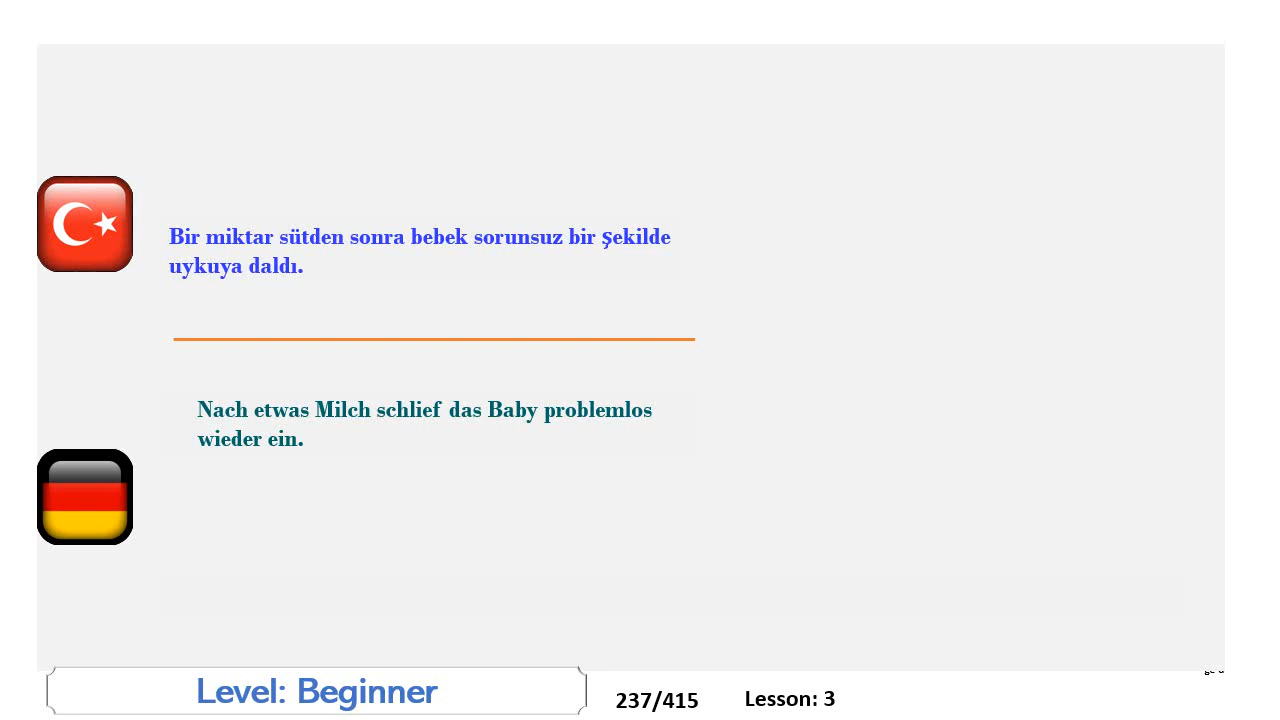 Bir miktar sütden sonra bebek sorunsuz bir şekilde
uykuya daldı.
Nach etwas Milch schlief das Baby problemlos
wieder ein.
Level: Beginner
237/415
Lesson: 3